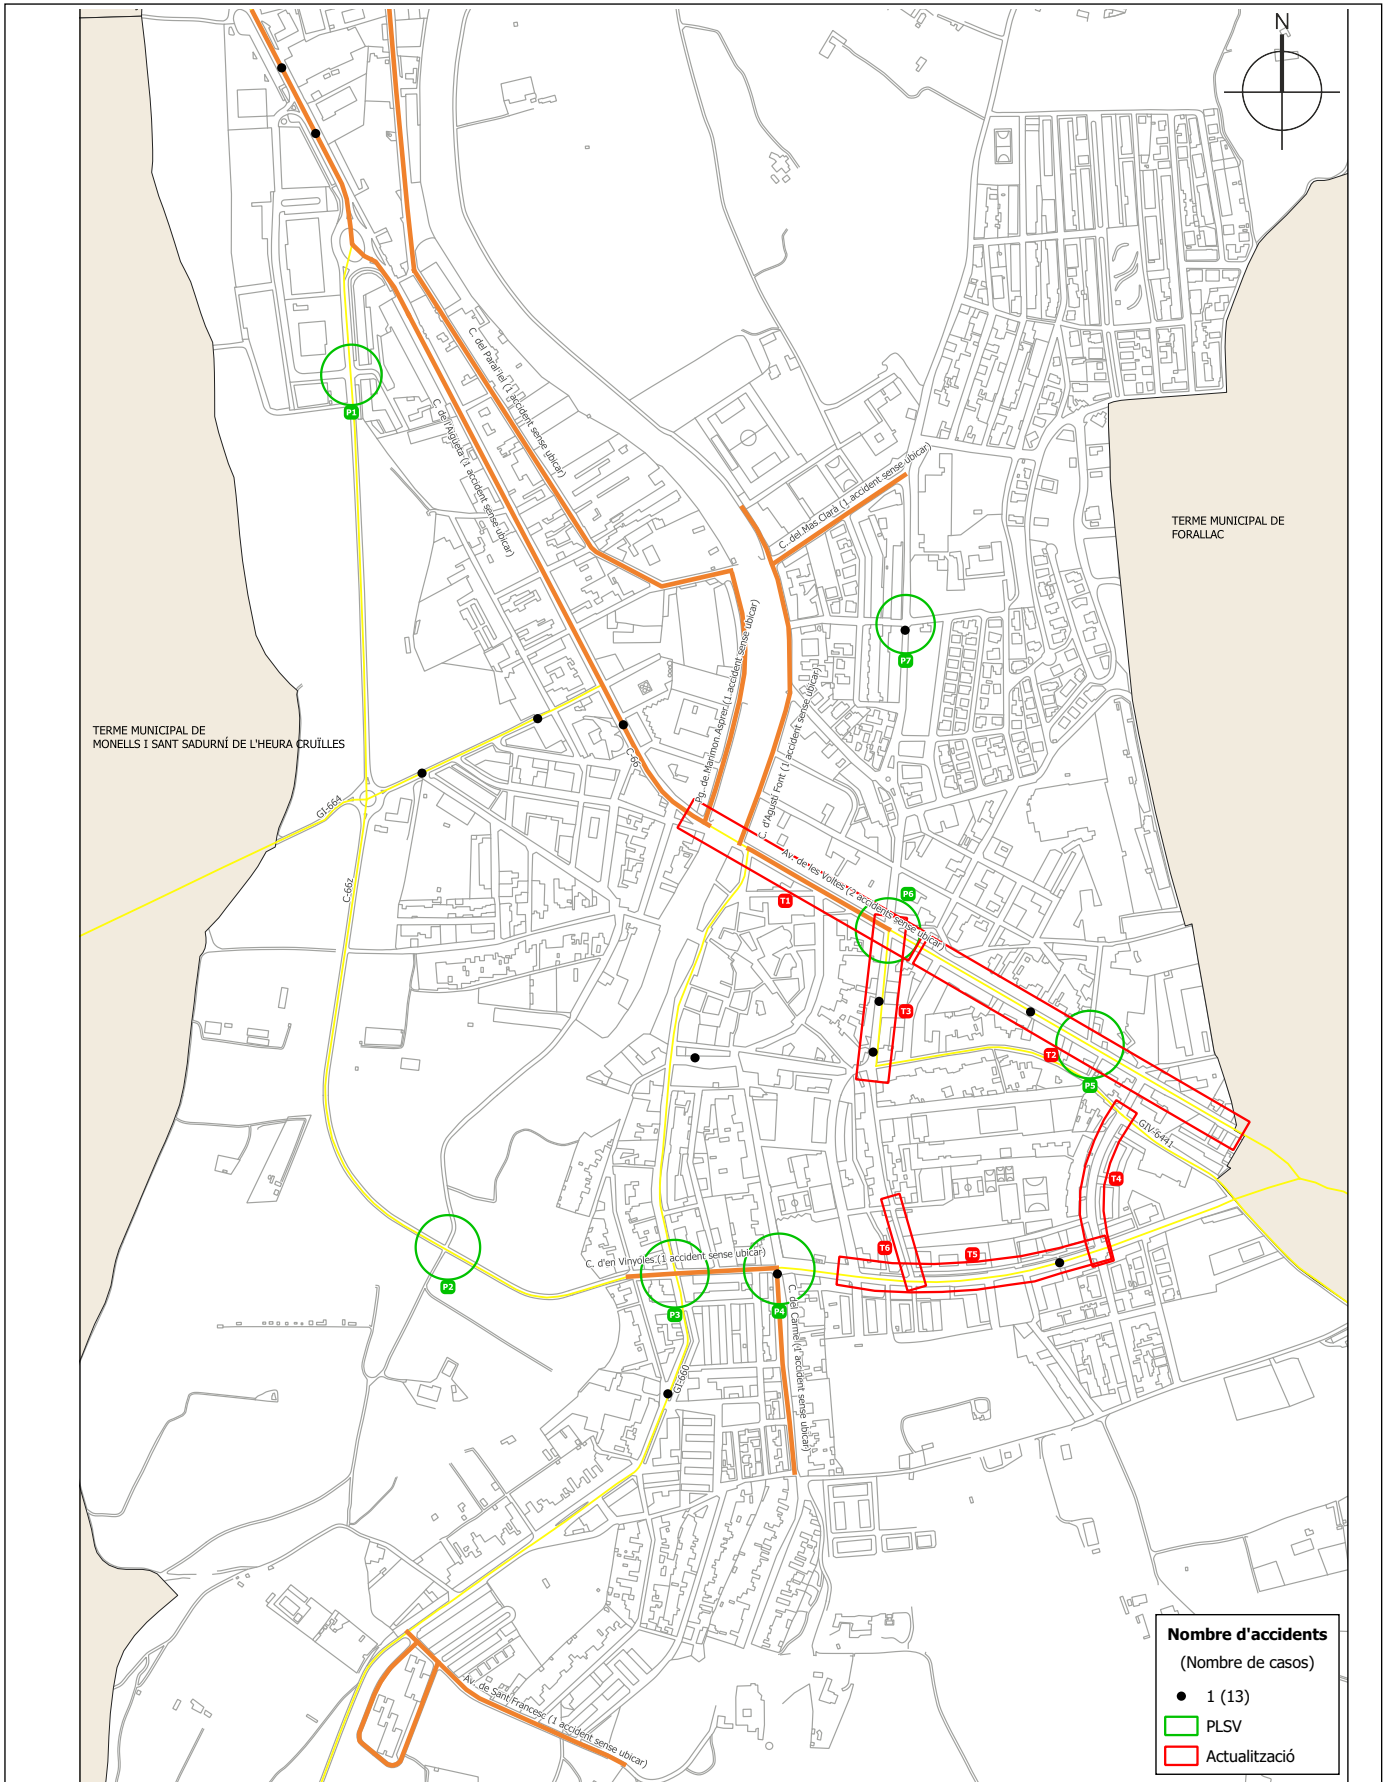 N
P1
C. del Paral·lel (1 accident sense ubicar)
C. de l'Aigueta (1 accident sense ubicar)
C. del Mas Clarà (1 accident sense ubicar)
TERME MUNICIPAL DE
FORALLAC
P7
Pg. de Marimon Asprer (1 accident sense ubicar)
C. d'Agustí Font (1 accident sense ubicar)
TERME MUNICIPAL DE
MONELLS I SANT SADURNÍ DE L'HEURA CRUÏLLES
C-66
GI-664
C-66z
Av. de les Voltes (2 accidents sense ubicar)
P6
T1
T3
T2
P5
GIV-6441
T4
T6
T5
C. d'en Vinyoles (1 accident sense ubicar)
P2
P3
P4
C. del Carme (1 accident sense ubicar)
GI-660
Av. de Sant Francesc (1 accident sense ubicar)
Nombre d'accidents
(Nombre de casos)
1 (13)
PLSV
Actualització